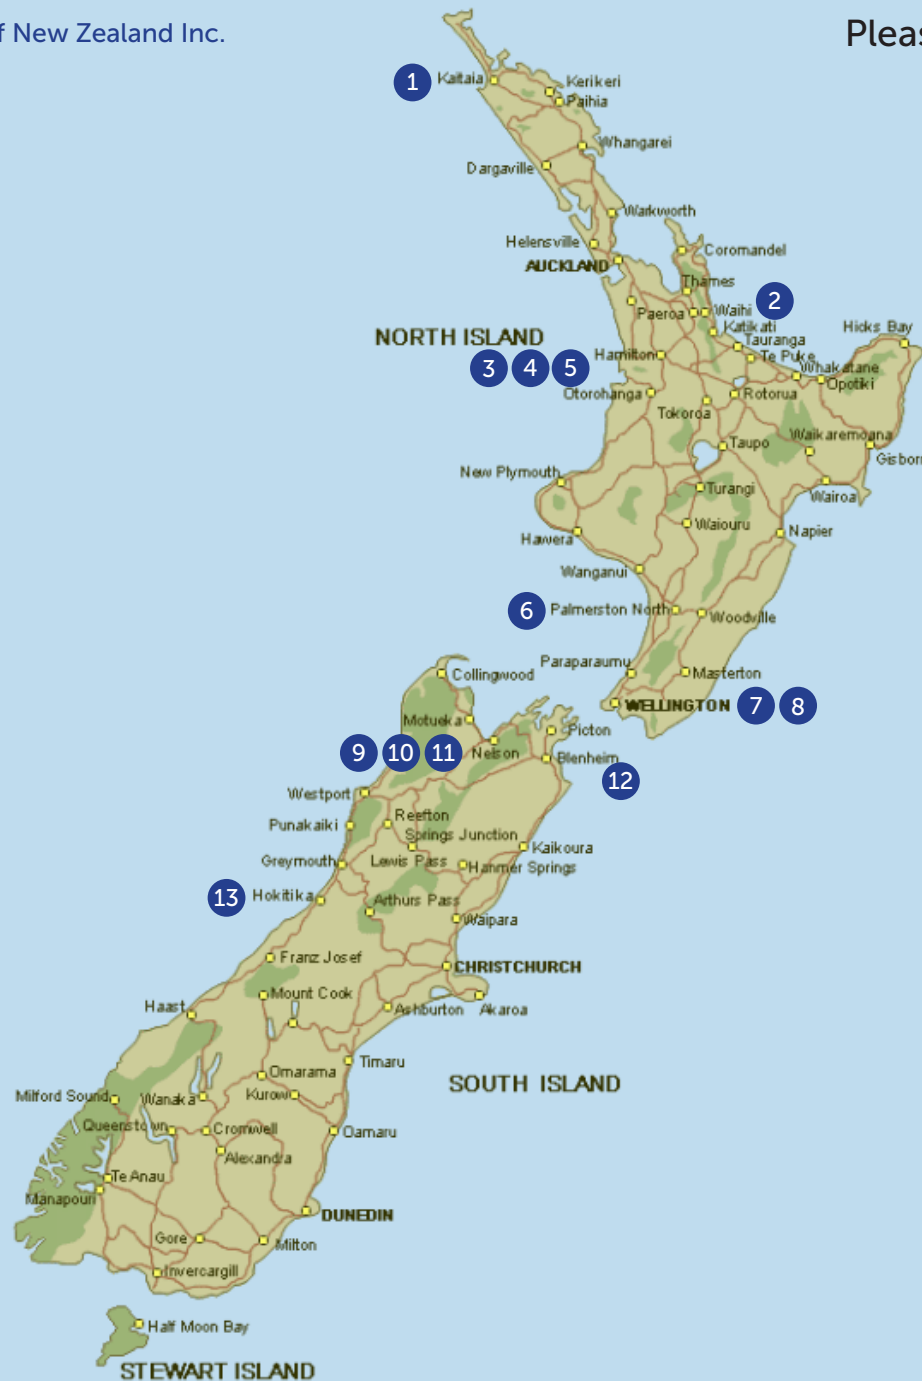 f New Zealand Inc.
Pleas
1 Kaitaia
Kerikeri
Paihia
Whangarei
Dargaville
Warkworth
Helensville
Coromandel
AUCKLAND
Thames
2
Paeroa
Waihi
Katikati
Hicks Bay
NORTH ISLAND
Tauranga
Hamilton
Te Puke
3 4 5
Whakatane
Opotiki
Otorohanga
Rotorua
Tokoroa
Waikaremoana
Taupo
Gisborn
New Plymouth
Turangi
Wairoa
Waiouru
Napier
Hawera
Wanganui
6 Palmerston North
Woodville
Paraparaumu
Collingwood
Masterton
WELLINGTON 7 8
Motueka
Picton
Nelson
9 10 11
Blenheim
12
Westport
Reefton
Punakaiki
Springs Junction
Kaikoura
Greymouth
Lewis Pass
Hanmer Springs
13 Hokitika
Arthurs Pass
Waipara
Franz Josef
CHRISTCHURCH
Mount Cook
Haast
Ashburton
Akaroa
Timaru
Omarama
SOUTH ISLAND
Milford Sound
Wanaka
Kurow
Queenstown
Cromwell
Oamaru
Alexandra
Te Anau
Manapouri
DUNEDIN
Gore
Milton
Invercargill
Half Moon Bay
STEWART ISLAND